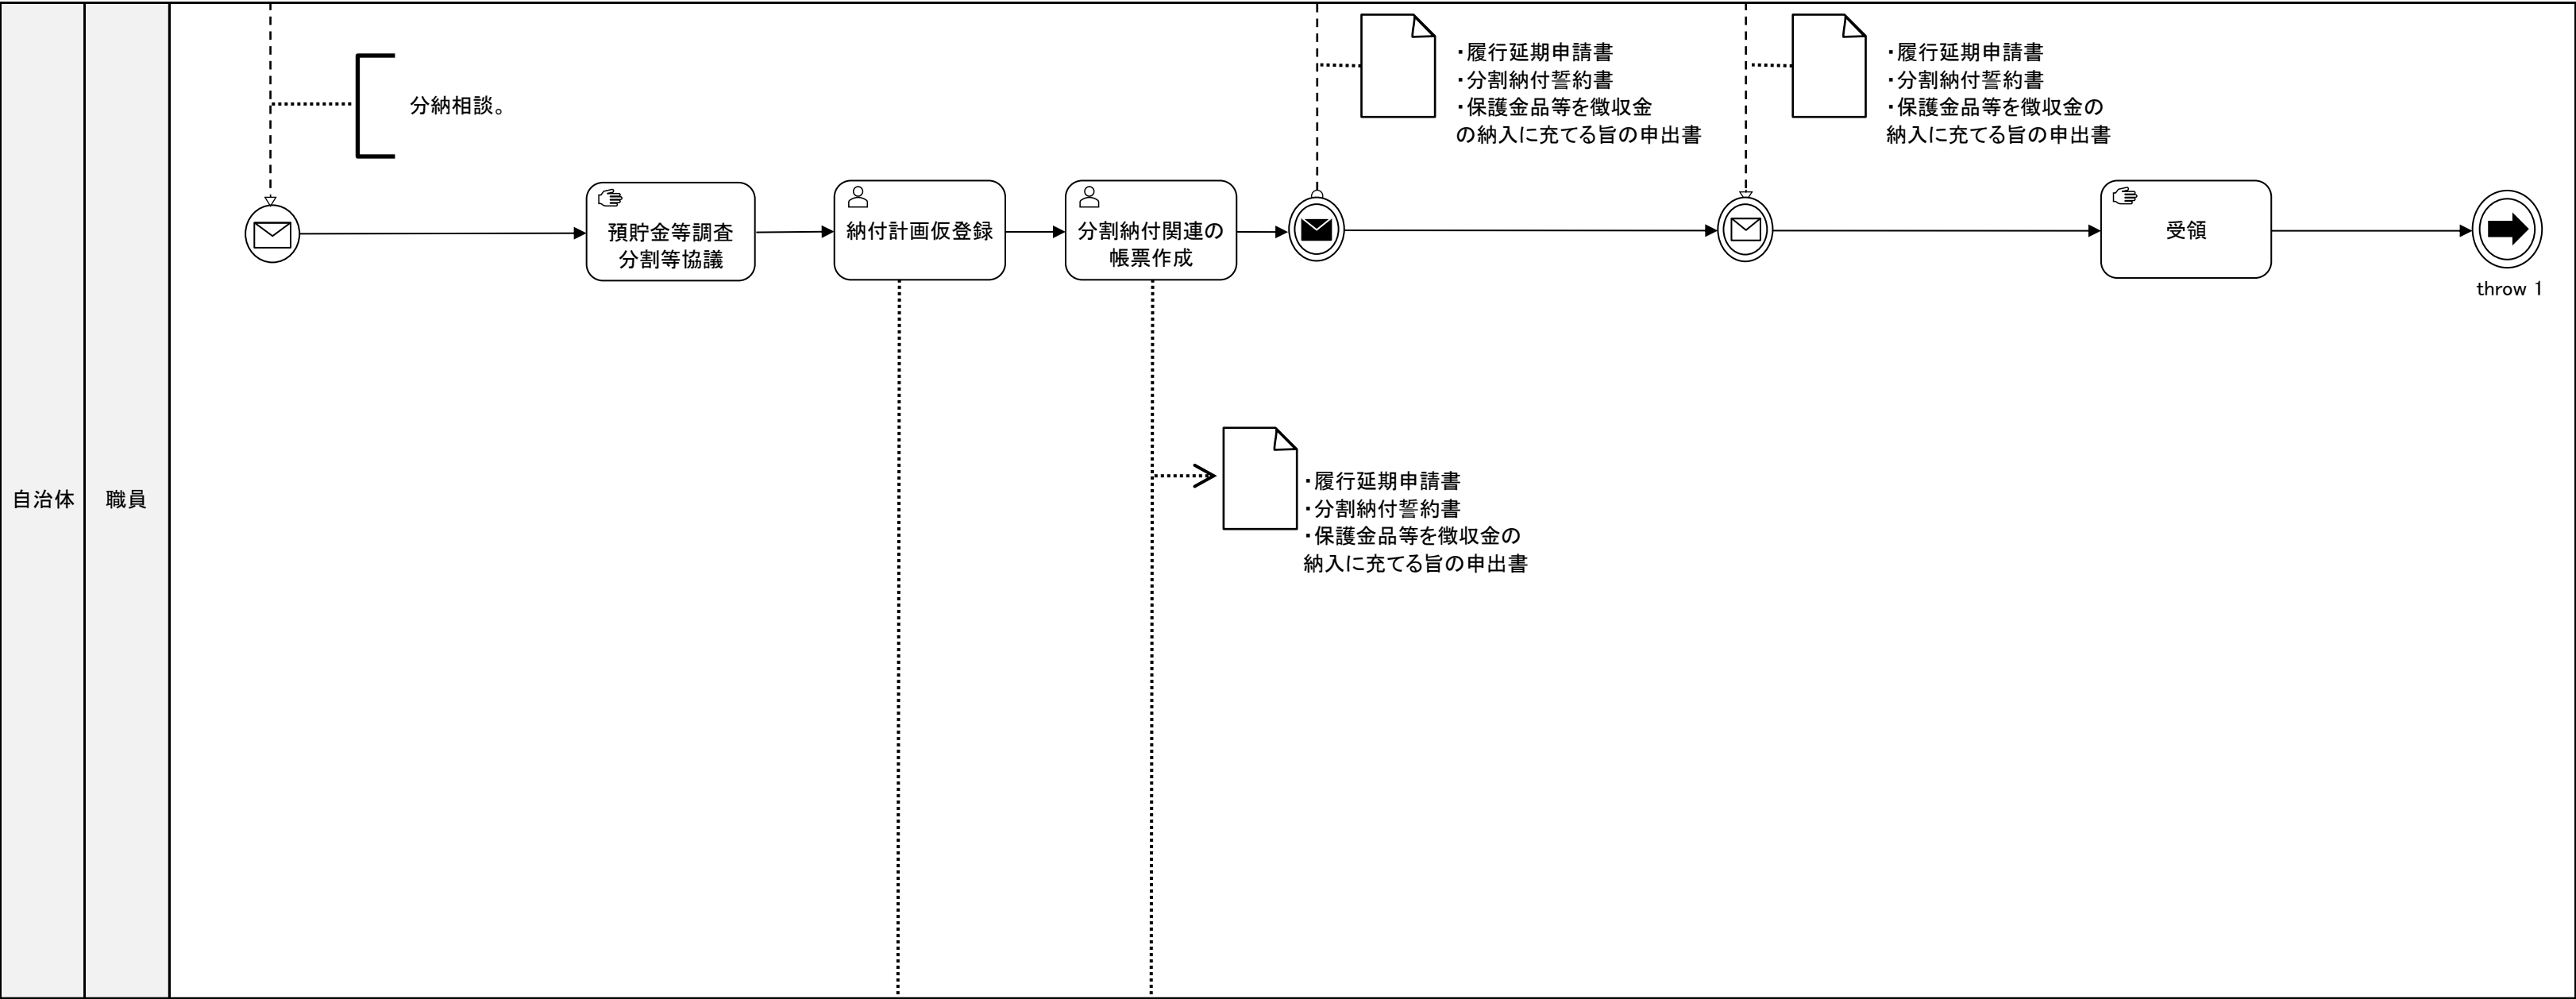 自治体
職員
分納相談。
預貯金等調査
分割等協議
納付計画仮登録
分割納付関連の
帳票作成
・履行延期申請書
・分割納付誓約書
・保護金品等を徴収金
の納入に充てる旨の申出書
・履行延期申請書
・分割納付誓約書
・保護金品等を徴収金の
納入に充てる旨の申出書
受領
throw 1
・履行延期申請書
・分割納付誓約書
・保護金品等を徴収金の
納入に充てる旨の申出書